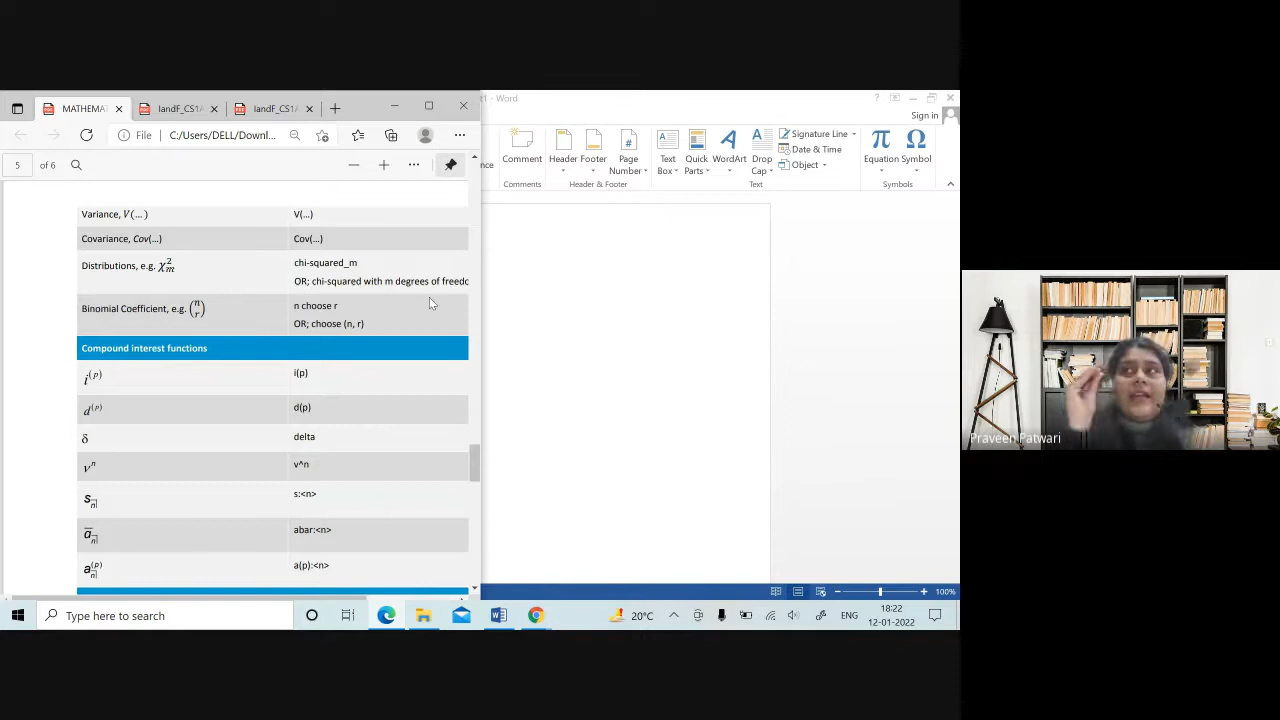 MATHEMA
IandF_CS1A
IandF_CS1A
t1 - Word
Sign in
File
C:/Users/DELL/Downl...
5
of 6
Comment
Header
Footer
Page
Number
Text
Box
Quick
Parts
WordArt
Drop
Cap
Signature Line
Date & Time
Object
Equation
Symbol
Comments
Header & Footer
Text
Symbols
Variance, V(...) V(...)
Covariance, Cov(...) Cov(...)
Distributions, e.g. χ²ₘ chi-squared_m
OR; chi-squared with m degrees of freedo
Binomial Coefficient, e.g. (n r) n choose r
OR; choose (n, r)
Compound interest functions
i^(p) i(p)
d^(p) d(p)
δ delta
v^n v^n
s n| s:<n>
a̅ n| abar:<n>
a^(p) n| a(p):<n>
Praveen Patwari
100%
Type here to search
20°C
ENG
18:22
12-01-2022